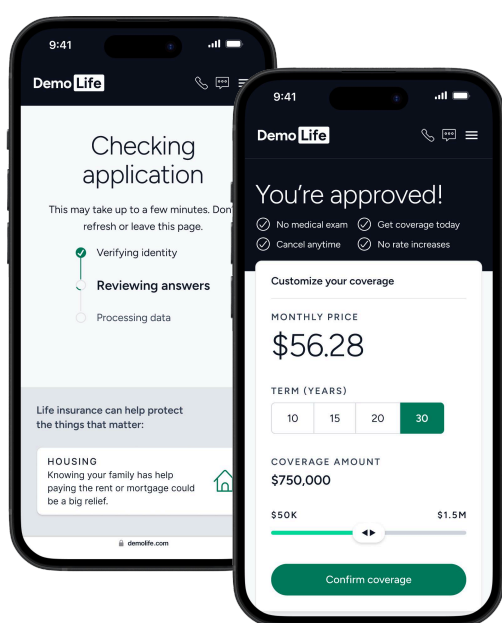 9:41
Demo Life
Checking
application
This may take up to a few minutes. Don'
refresh or leave this page.
Verifying identity
Reviewing answers
Processing data
Life insurance can help protect
the things that matter:
HOUSING
Knowing your family has help
paying the rent or mortgage could
be a big relief.
demolife.com
9:41
Demo Life
You're approved!
No medical exam Get coverage today
Cancel anytime No rate increases
Customize your coverage
MONTHLY PRICE
$56.28
TERM (YEARS)
10 15 20 30
COVERAGE AMOUNT
$750,000
$50K $1.5M
Confirm coverage